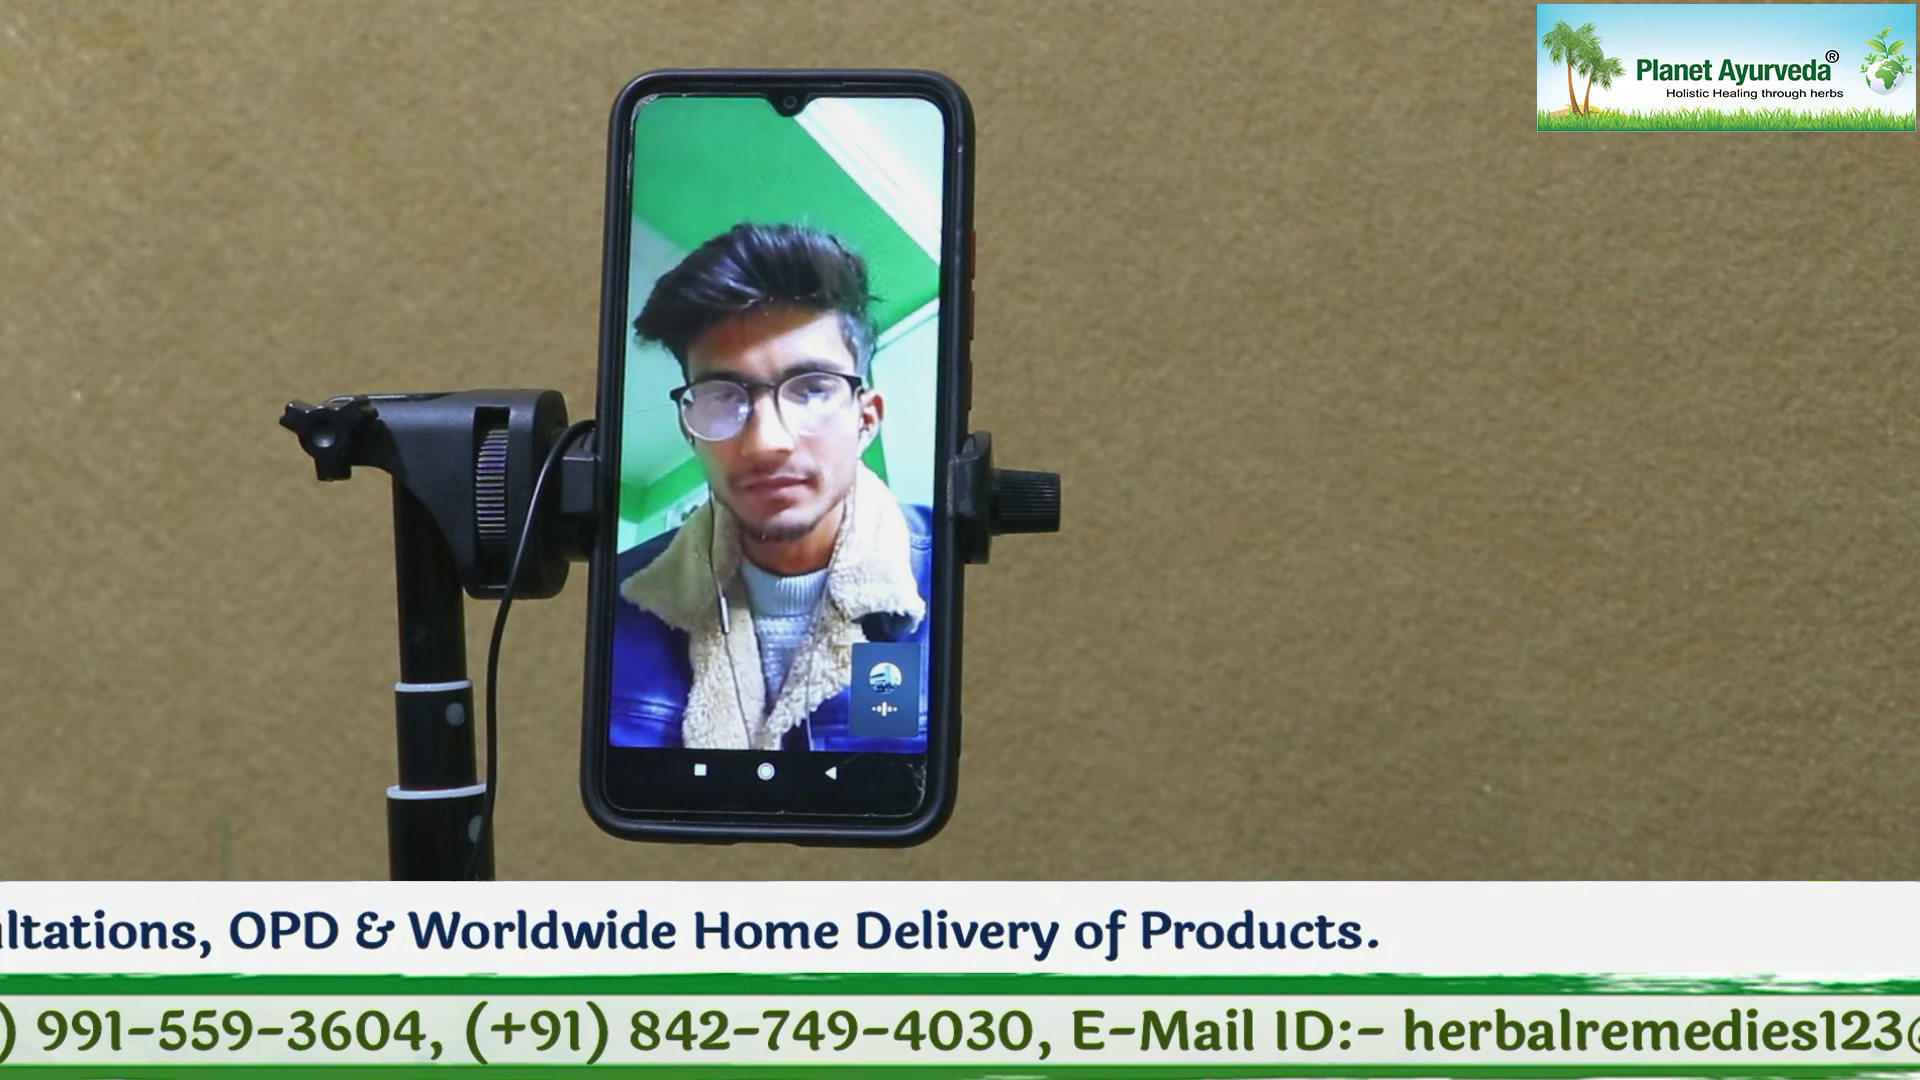 Planet Ayurveda®
Holistic Healing through herbs
ultations, OPD & Worldwide Home Delivery of Products.
) 991-559-3604, (+91) 842-749-4030, E-Mail ID:- herbalremedies123@